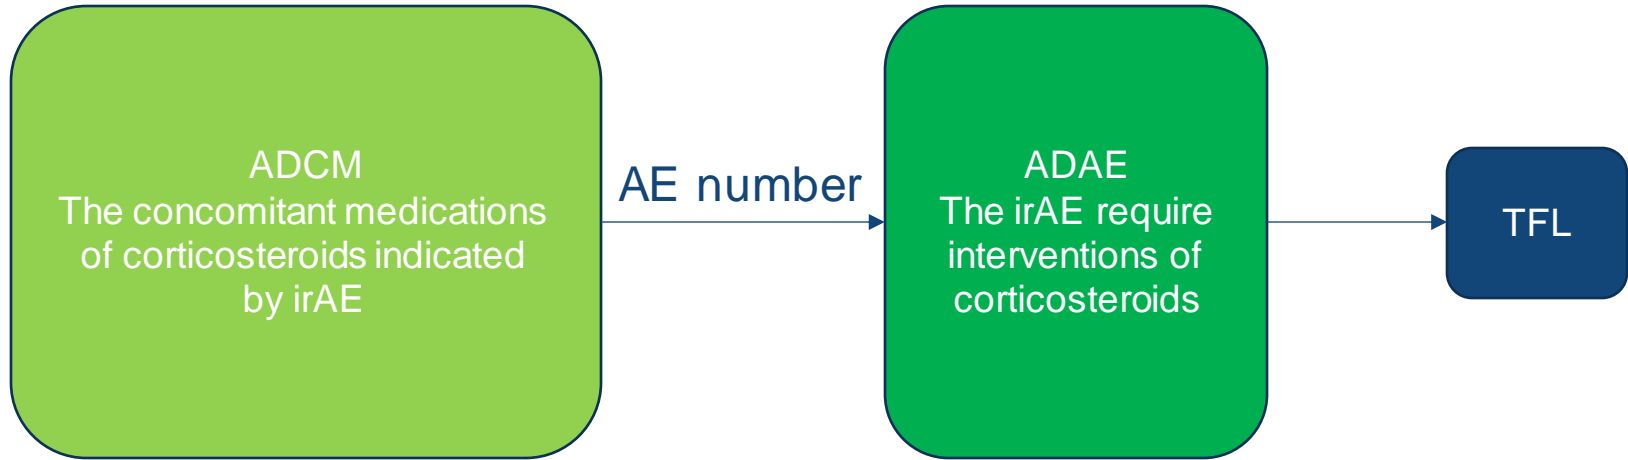 ADCM
The concomitant medications
of corticosteroids indicated
by irAE
AE number
ADAE
The irAE require
interventions of
corticosteroids
TFL